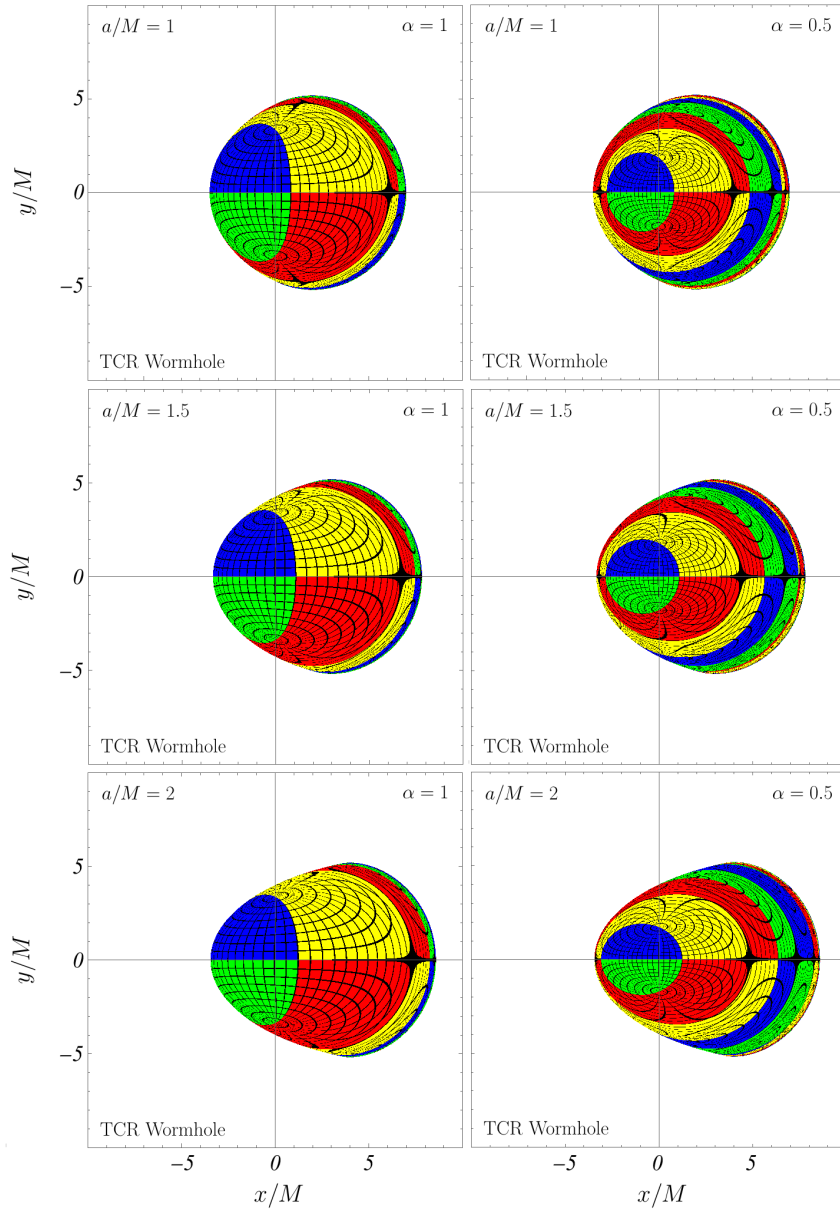 a/M = 1 α = 1
a/M = 1 α = 0.5
5
0
−5
y/M
TCR Wormhole
TCR Wormhole
a/M = 1.5 α = 1
a/M = 1.5 α = 0.5
5
0
−5
y/M
TCR Wormhole
TCR Wormhole
a/M = 2 α = 1
a/M = 2 α = 0.5
5
0
−5
y/M
TCR Wormhole
TCR Wormhole
−5 0 5
−5 0 5
x/M
x/M